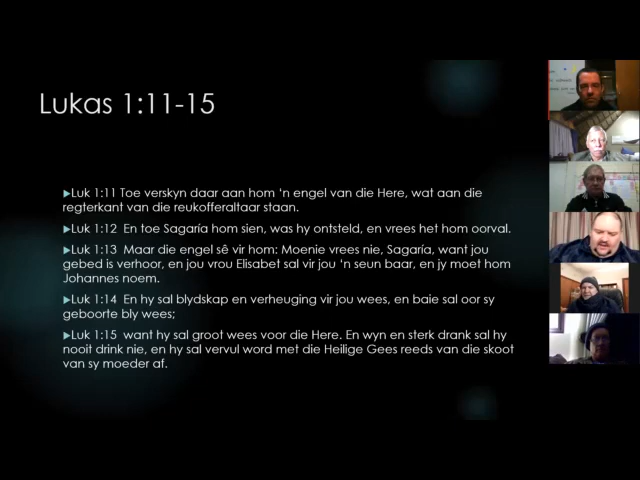 Lukas 1:11-15
▶Luk 1:11 Toe verskyn daar aan hom ‘n engel van die Here, wat aan die
regterkant van die reukofferaltaar staan.
▶Luk 1:12 En toe Sagaría hom sien, was hy ontsteld, en vrees het hom oorval.
▶Luk 1:13 Maar die engel sê vir hom: Moenie vrees nie, Sagaría, want jou
gebed is verhoor, en jou vrou Elisabet sal vir jou ‘n seun baar, en jy moet hom
Johannes noem.
▶Luk 1:14 En hy sal blydskap en verheuging vir jou wees, en baie sal oor sy
geboorte bly wees;
▶Luk 1:15 want hy sal groot wees voor die Here. En wyn en sterk drank sal hy
nooit drink nie, en hy sal vervul word met die Heilige Gees reeds van die skoot
van sy moeder af.